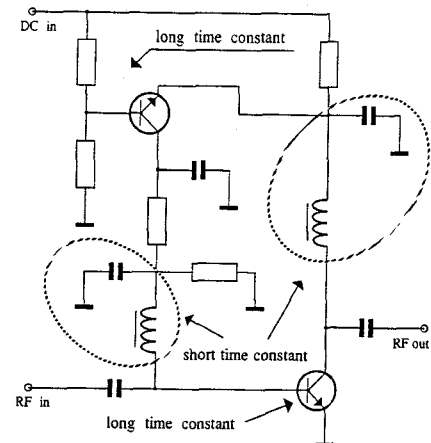 DC in
long time constant
short time constant
RF out
RF in
long time constant